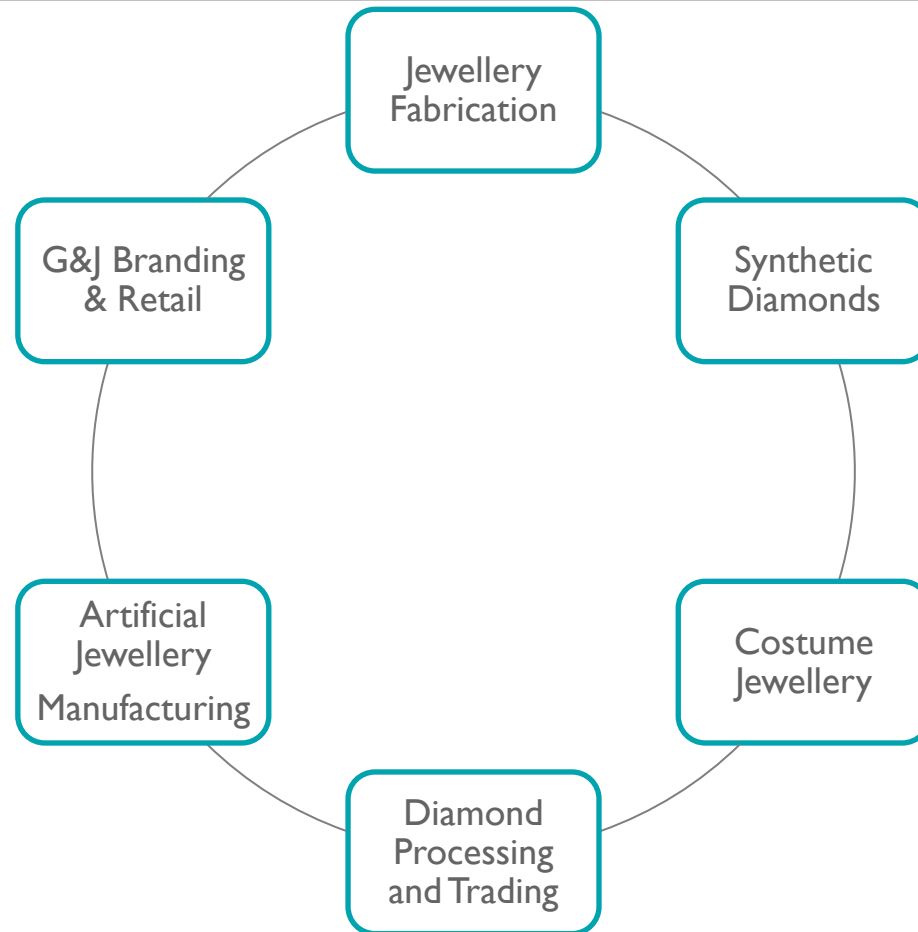 Jewellery
Fabrication
G&J Branding
& Retail
Synthetic
Diamonds
Artificial
Jewellery
Manufacturing
Costume
Jewellery
Diamond
Processing
and Trading